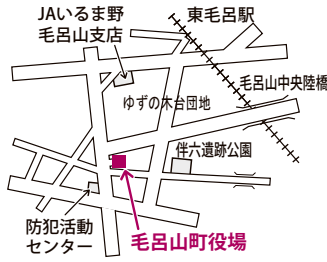 JAいるま野
毛呂山支店
東毛呂駅
毛呂山中央陸橋
ゆずの木台団地
伴六遺跡公園
防犯活動
センター
毛呂山町役場